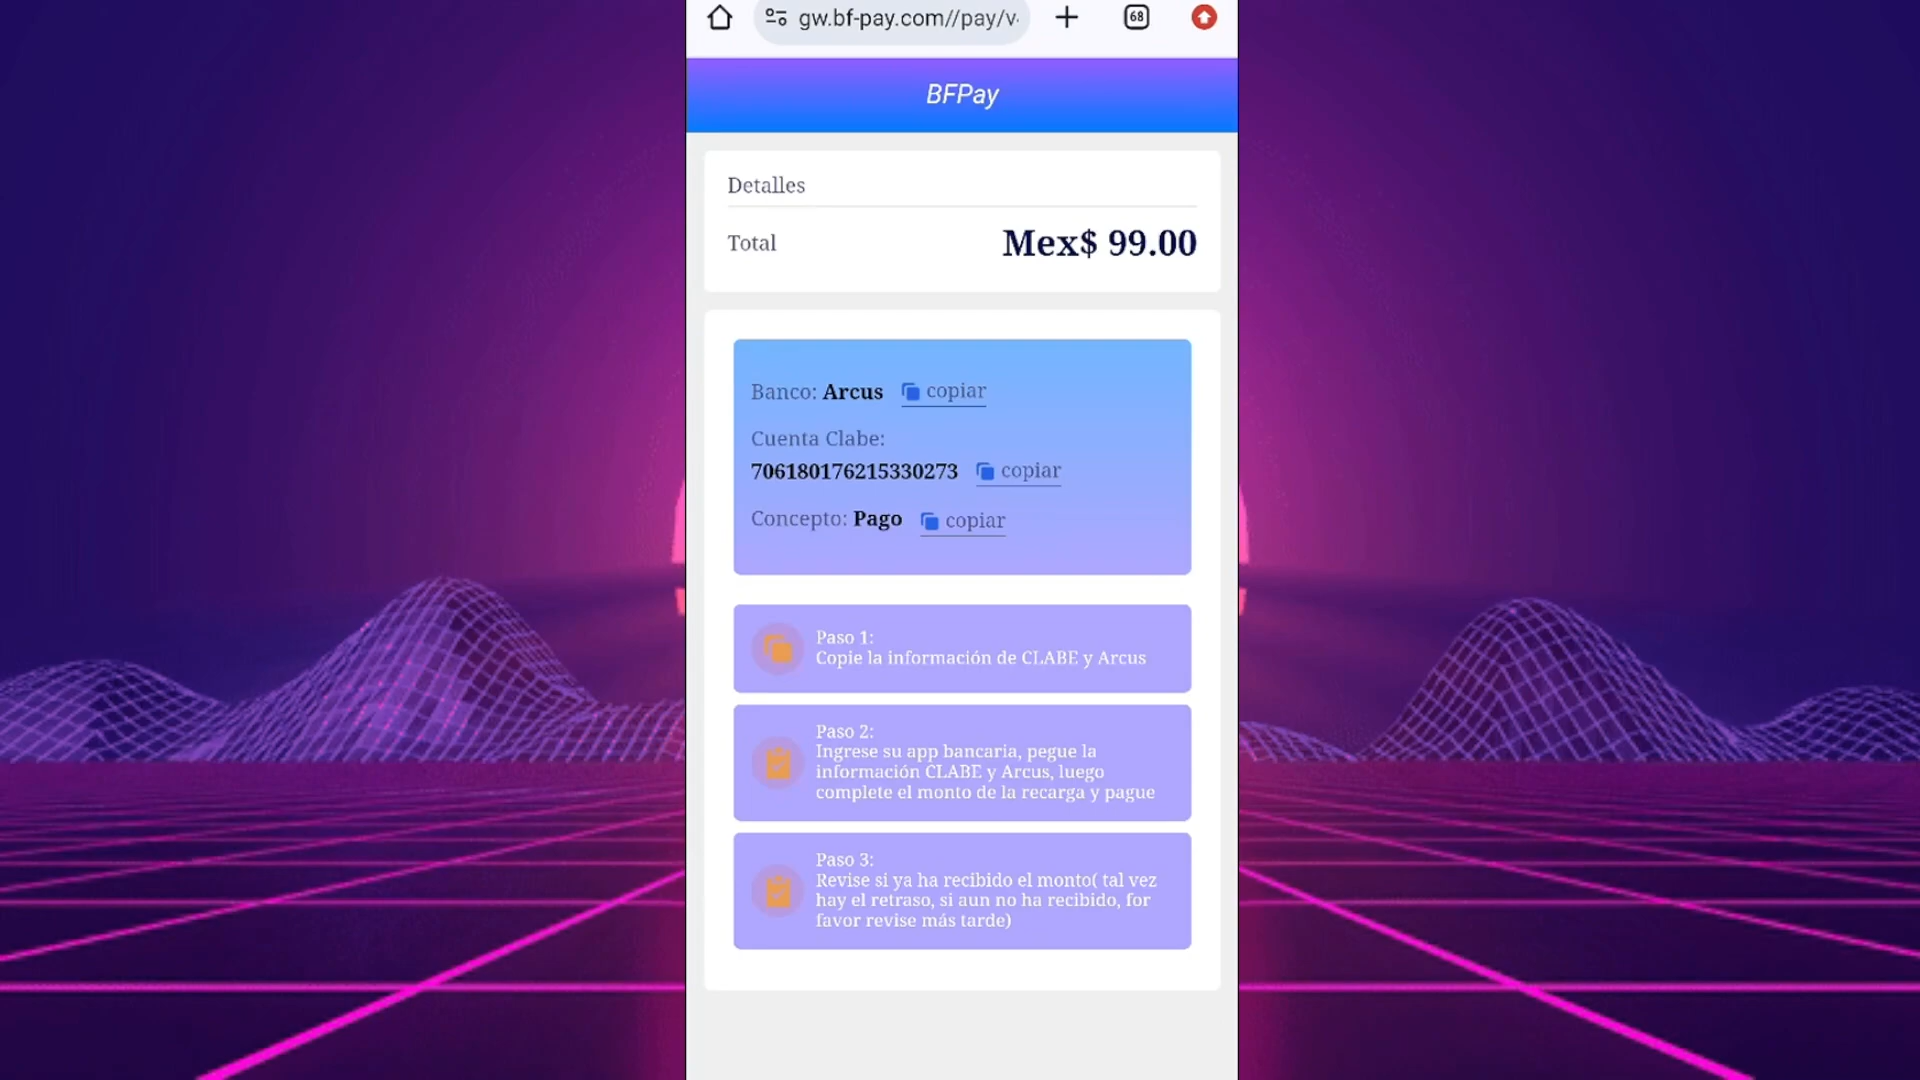 gw.bf-pay.com//pay/v
68
BFPay
Detalles
Total Mex$ 99.00
Banco: Arcus copiar
Cuenta Clabe:
706180176215330273 copiar
Concepto: Pago copiar
Paso 1:
Copie la información de CLABE y Arcus
Paso 2:
Ingrese su app bancaria, pegue la
información CLABE y Arcus, luego
complete el monto de la recarga y pague
Paso 3:
Revise si ya ha recibido el monto( tal vez
hay el retraso, si aun no ha recibido, for
favor revise más tarde)